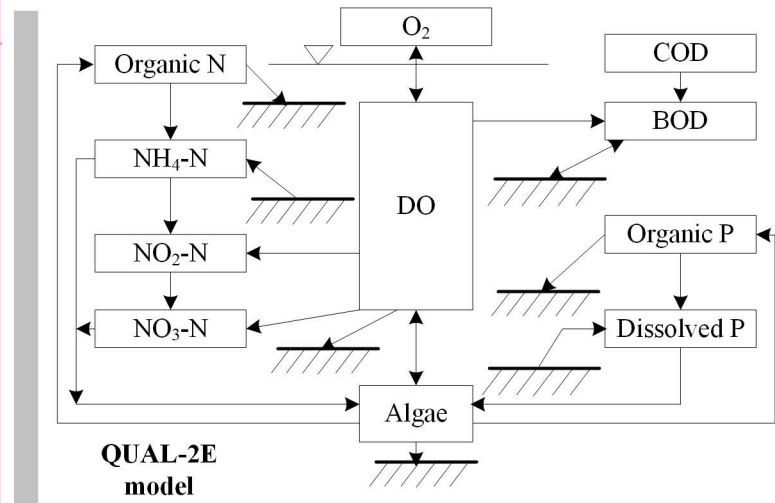 O₂
Organic N
COD
BOD
NH₄-N
DO
Organic P
NO₂-N
NO₃-N
Dissolved P
Algae
QUAL-2E
model